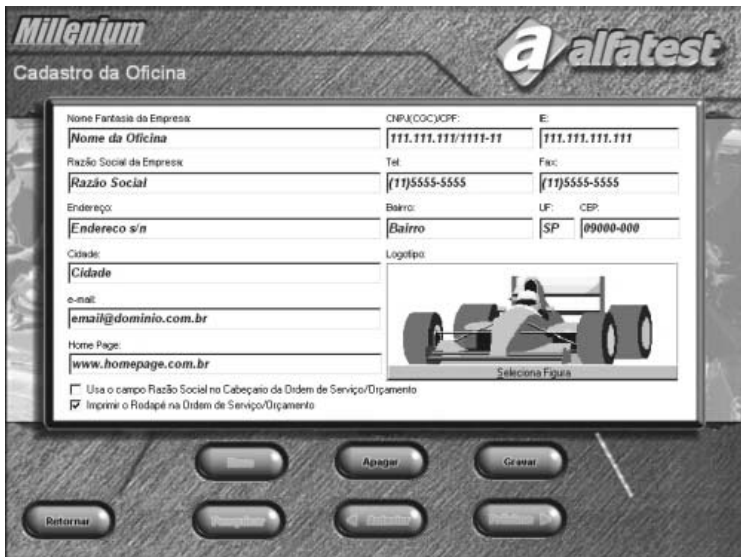 Millenium
alfatest
Cadastro da Oficina
Nome Fantasia da Empresa: CNPJ(CGC)/CPF: IE:
Nome da Oficina 111.111.111/1111-11 111.111.111.111
Razão Social da Empresa: Tel: Fax:
Razáo Social (11)5555-5555 (11)5555-5555
Endereço: Bairro: UF: CEP:
Endereco s/n Bairro SP 09000-000
Cidade: Logotipo:
Cidade
e-mail:
email@dominio.com.br
Home Page:
www.homepage.com.br
Seleciona Figura
Usa o campo Razão Social no Cabeçario da Ordem de Serviço/Orçamento
Imprimir o Rodapé na Ordem de Serviço/Orçamento
Apagar Gravar
Retornar